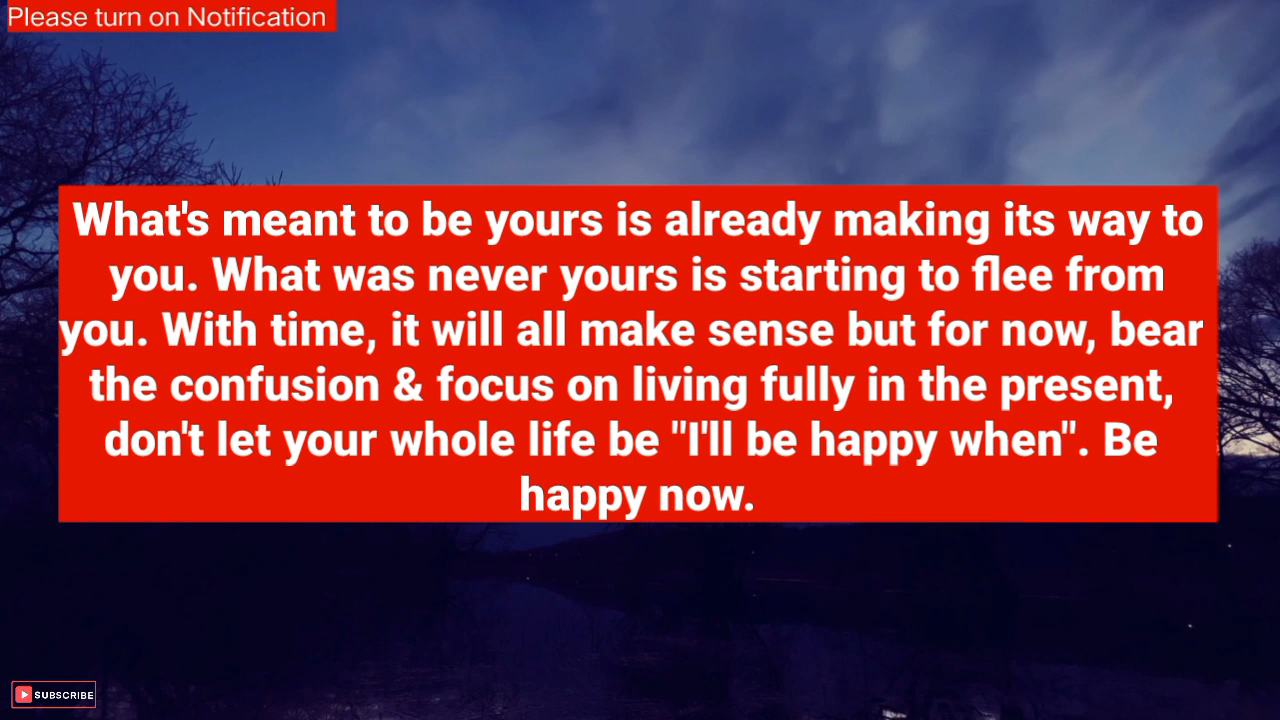 Please turn on Notification
What's meant to be yours is already making its way to
you. What was never yours is starting to flee from
you. With time, it will all make sense but for now, bear
the confusion & focus on living fully in the present,
don't let your whole life be "I'll be happy when". Be
happy now.
SUBSCRIBE